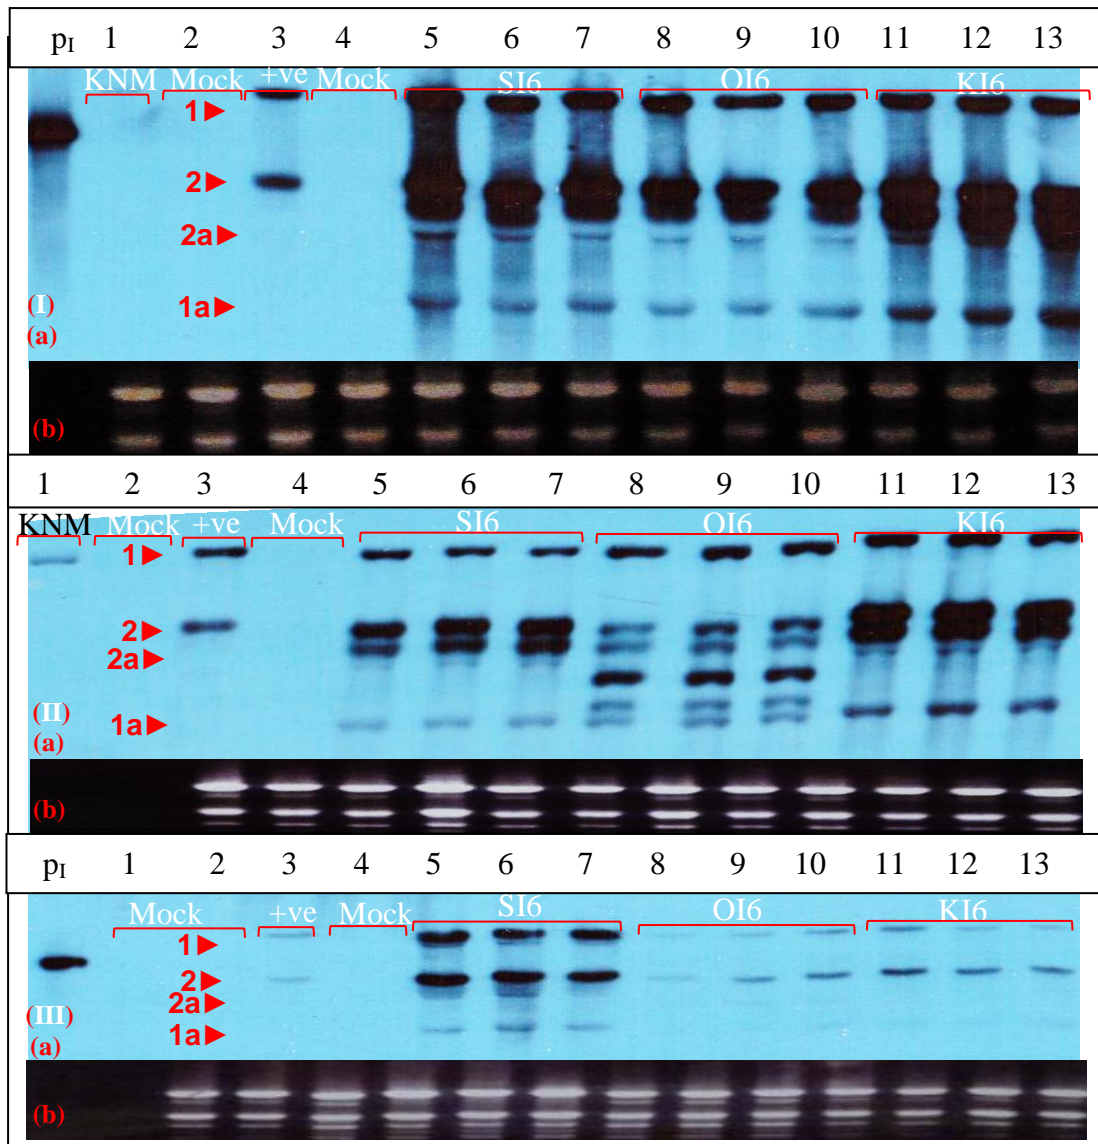 pI 1 2 3 4 5 6 7 8 9 10 11 12 13
KNM Mock +ve Mock SI6 OI6 KI6
1►
2►
2a►
1a►
(I)
(a)
(b)
1 2 3 4 5 6 7 8 9 10 11 12 13
KNM Mock +ve Mock SI6 OI6 KI6
1►
2►
2a►
1a►
(II)
(a)
(b)
pI 1 2 3 4 5 6 7 8 9 10 11 12 13
Mock +ve Mock SI6 OI6 KI6
1►
2►
2a►
1a►
(III)
(a)
(b)